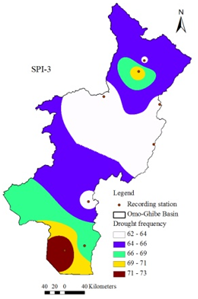 N
SPI-3
Legend
Recording station
Omo-Ghibe Basin
Drought frequency
62 - 64
64 - 66
66 - 69
69 - 71
71 - 73
40 20 0 40 Kilometers